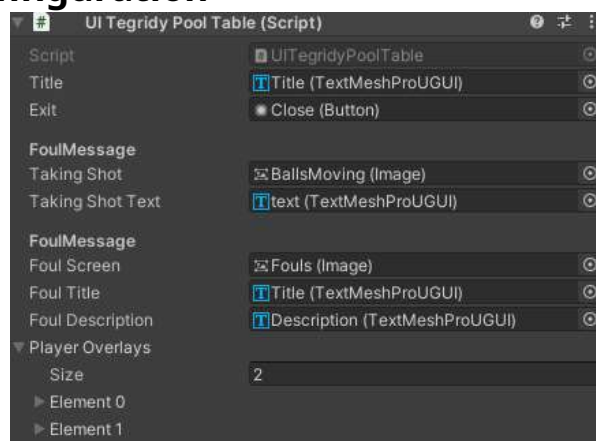 UI Tegridy Pool Table (Script)
Script UITegridyPoolTable
Title Title (TextMeshProUGUI)
Exit Close (Button)
FoulMessage
Taking Shot BallsMoving (Image)
Taking Shot Text text (TextMeshProUGUI)
FoulMessage
Foul Screen Fouls (Image)
Foul Title Title (TextMeshProUGUI)
Foul Description Description (TextMeshProUGUI)
Player Overlays
Size 2
Element 0
Element 1